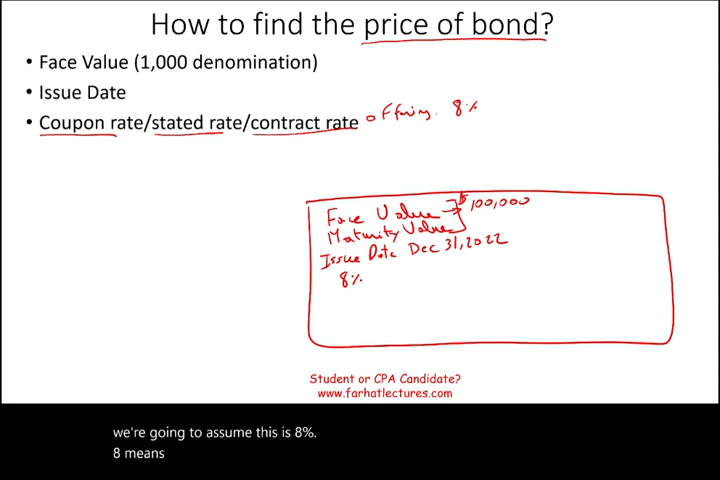 How to find the price of bond?
• Face Value (1,000 denomination)
• Issue Date
• Coupon rate/stated rate/contract rate offering. 8%
Face Value $100,000
Maturity Value
Issue Date Dec 31, 2022
8%
Student or CPA Candidate?
www.farhatlectures.com
we're going to assume this is 8%.
8 means